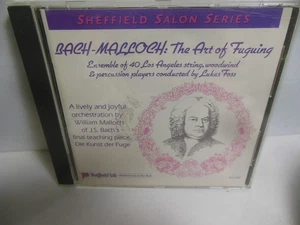 SHEFFIELD SALON SERIES
BACH-MALLOCH: The Art of Fuguing
Ensemble of 40 Los Angeles string, woodwind
& percussion players conducted by Lukas Foss
A lively and joyful
orchestration by
William Malloch
of J.S. Bach's
final teaching piece,
Die Kunst der Fuge